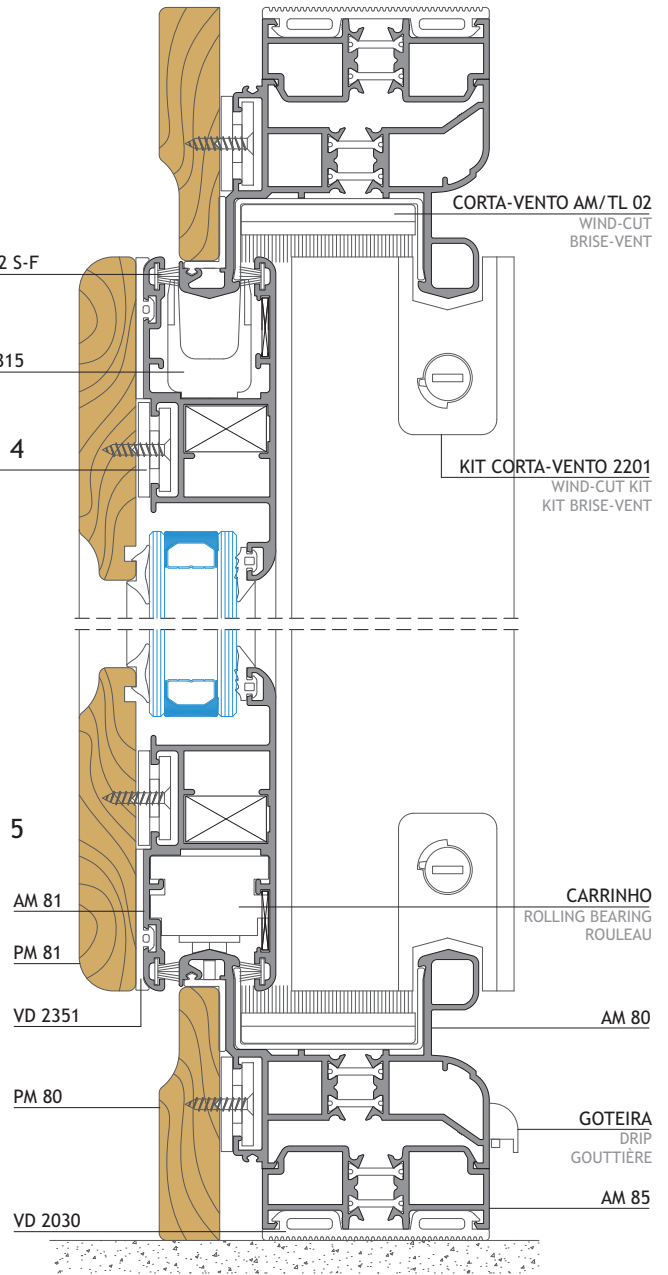 CORTA-VENTO AM/TL 02
WIND-CUT
BRISE-VENT
2 S-F
315
4
KIT CORTA-VENTO 2201
WIND-CUT KIT
KIT BRISE-VENT
5
AM 81
PM 81
VD 2351
PM 80
VD 2030
CARRINHO
ROLLING BEARING
ROULEAU
AM 80
GOTEIRA
DRIP
GOUTTIÈRE
AM 85